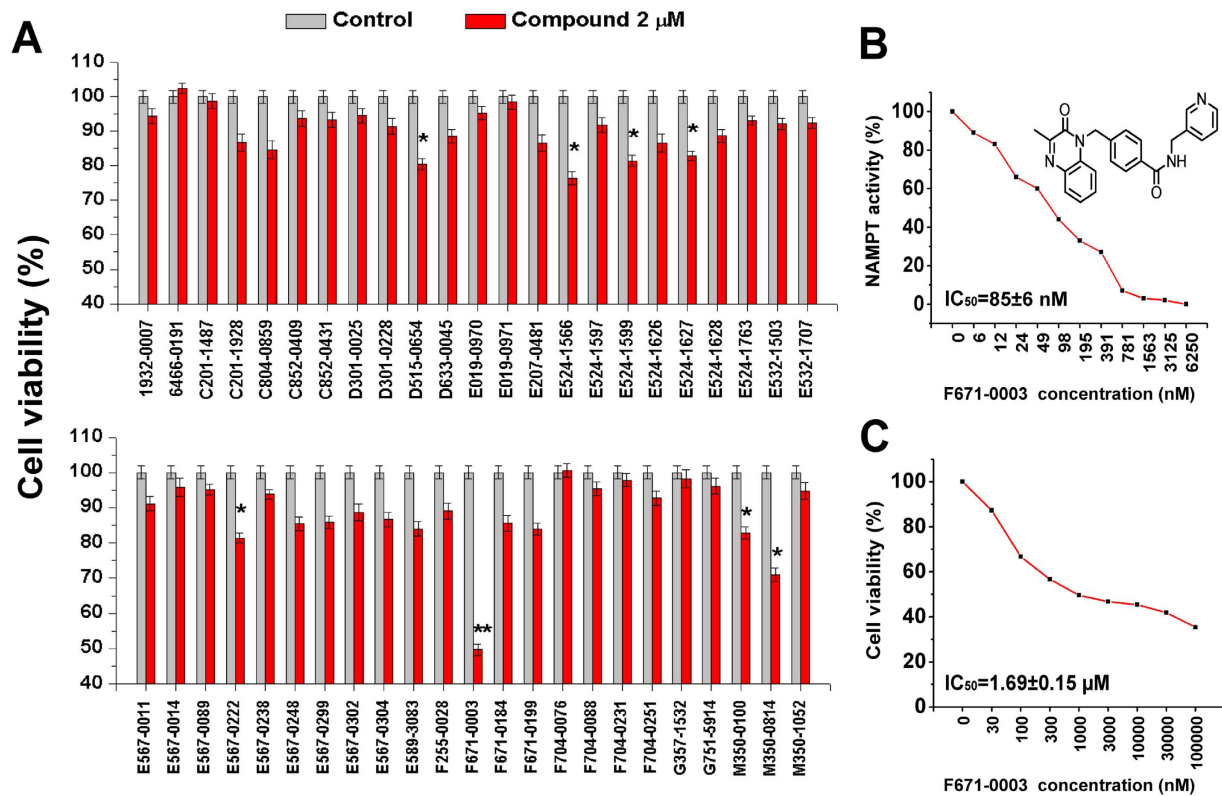 A
Control
Compound 2 μM
Cell viability (%)
110
100
90
80
70
60
50
40
*
*
*
*
1932-0007
6466-0191
C201-1487
C201-1928
C804-0859
C852-0409
C852-0431
D301-0025
D301-0228
D515-0654
D633-0045
E019-0970
E019-0971
E207-0481
E524-1566
E524-1597
E524-1599
E524-1626
E524-1627
E524-1628
E524-1763
E532-1503
E532-1707
110
100
90
80
70
60
50
40
*
**
*
*
E567-0011
E567-0014
E567-0089
E567-0222
E567-0238
E567-0248
E567-0299
E567-0302
E567-0304
E589-3083
F255-0028
F671-0003
F671-0184
F671-0199
F704-0076
F704-0088
F704-0231
F704-0251
G357-1532
G751-5914
M350-0100
M350-0814
M350-1052
B
NAMPT activity (%)
100
80
60
40
20
0
O
N
N
O
NH
N
IC50=85±6 nM
0
6
12
24
49
98
195
391
781
1563
3125
6250
F671-0003 concentration (nM)
C
Cell viability (%)
100
80
60
40
20
0
IC50=1.69±0.15 μM
0
30
100
300
1000
3000
10000
30000
100000
F671-0003 concentration (nM)